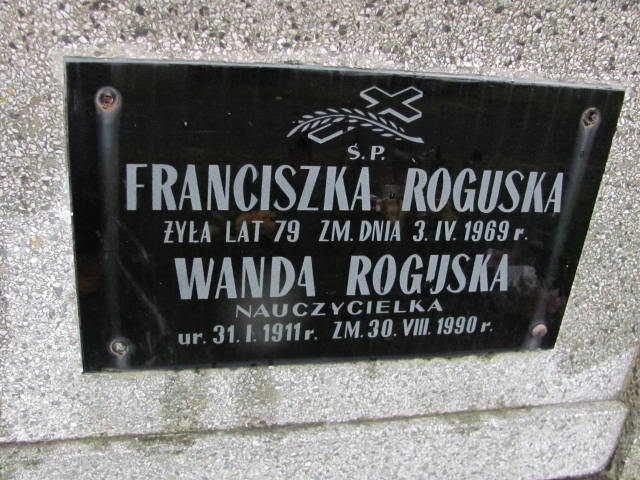 Ś.P.
FRANCISZKA ROGUSKA
ŻYŁA LAT 79 ZM. DNIA 3. IV. 1969 r.
WANDA ROGUSKA
NAUCZYCIELKA
ur. 31. I. 1911 r. ZM. 30. VIII. 1990 r.